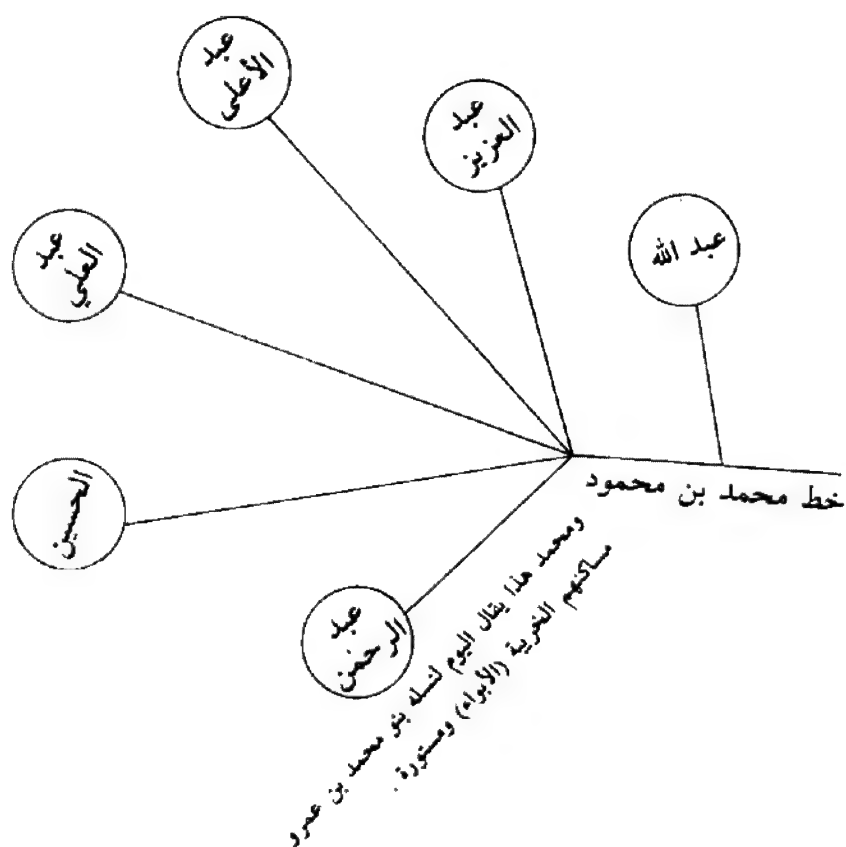 عبد
الأعلى
عبد
العزيز
عبد الله
عبد
العلي
الحسين
عبد
الرحمن
خط محمد بن محمود
ومحمد هذا يقال اليوم لنسله بنو محمد بن عمرو
مساكنهم الخريبة (الأبواء) ومستورة .